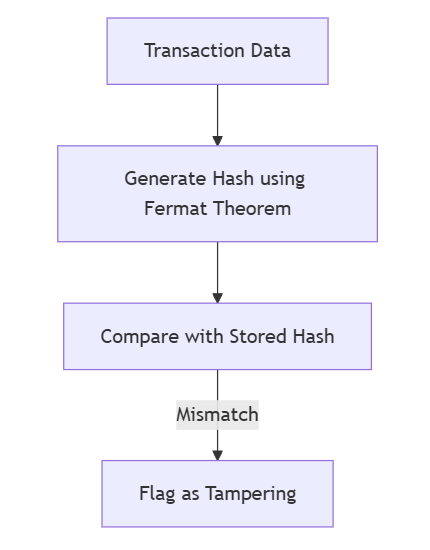 Transaction Data
Generate Hash using
Fermat Theorem
Compare with Stored Hash
Mismatch
Flag as Tampering